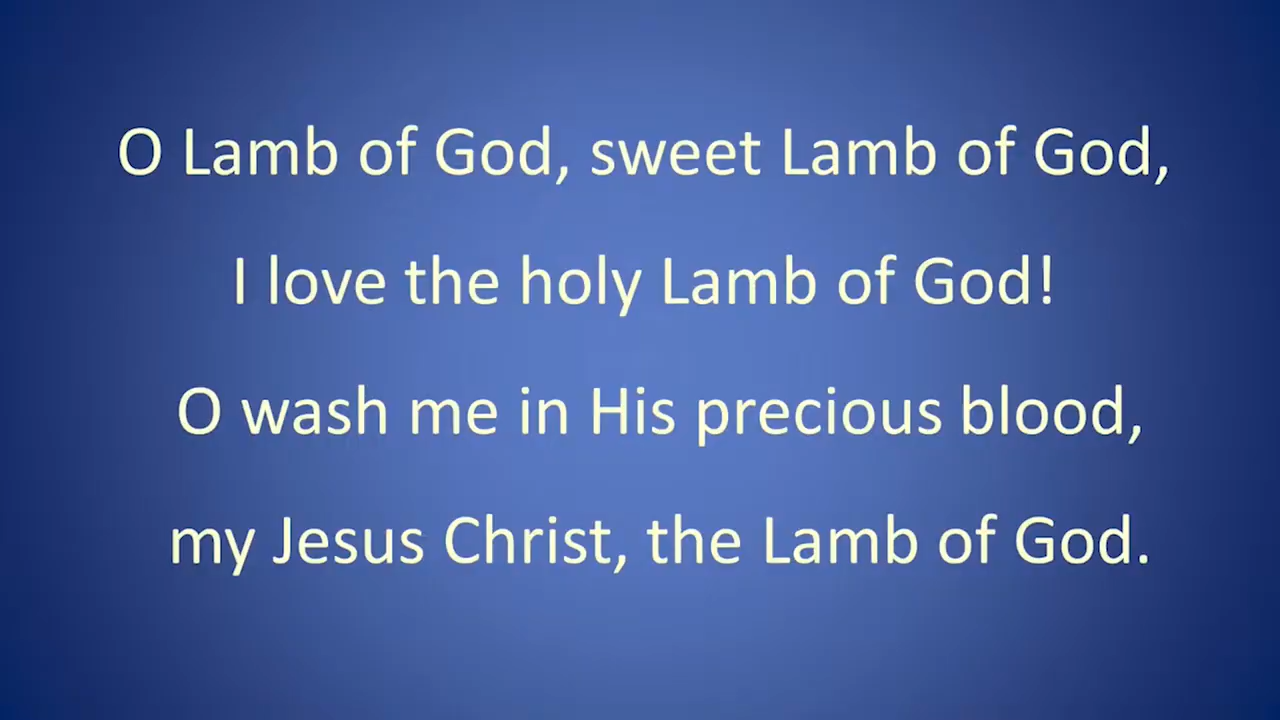 O Lamb of God, sweet Lamb of God,
I love the holy Lamb of God!
O wash me in His precious blood,
my Jesus Christ, the Lamb of God.